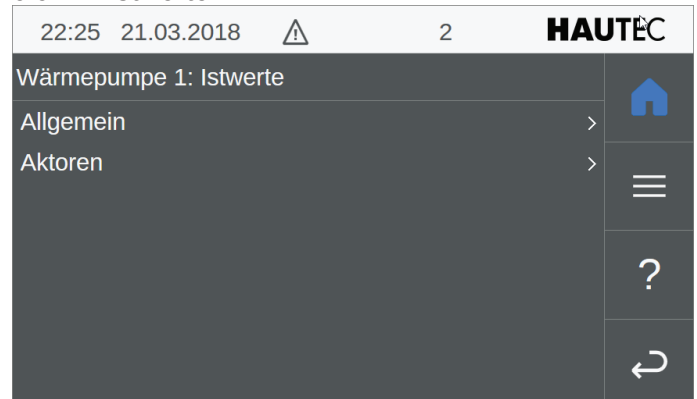 22:25 21.03.2018 2 HAUTEC
Wärmepumpe 1: Istwerte
Allgemein
Aktoren
?